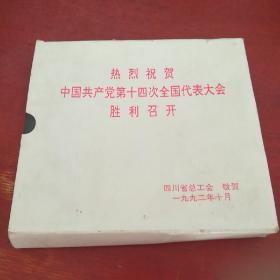 热烈祝贺
中国共产党第十四次全国代表大会
胜利召开
四川省总工会 敬贺
一九九二年十月